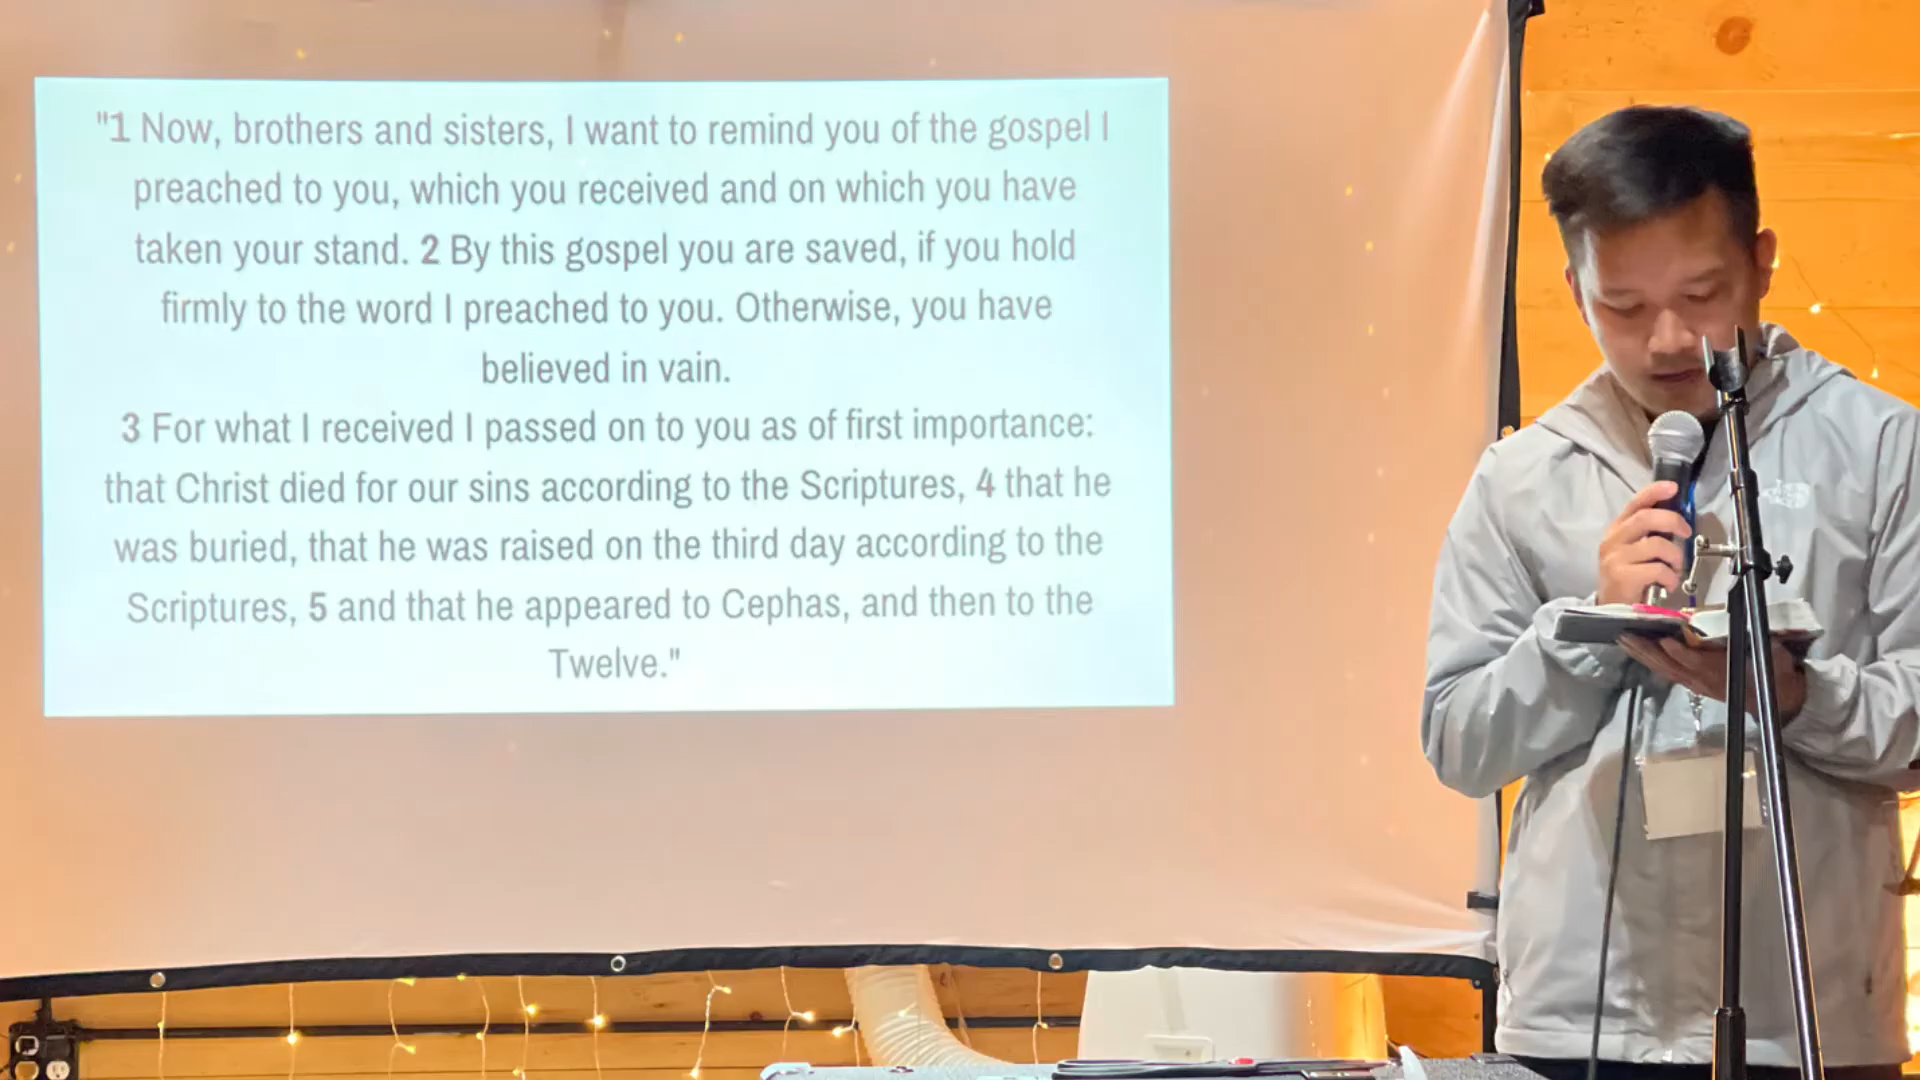 "1 Now, brothers and sisters, I want to remind you of the gospel I
preached to you, which you received and on which you have
taken your stand. 2 By this gospel you are saved, if you hold
firmly to the word I preached to you. Otherwise, you have
believed in vain.
3 For what I received I passed on to you as of first importance:
that Christ died for our sins according to the Scriptures, 4 that he
was buried, that he was raised on the third day according to the
Scriptures, 5 and that he appeared to Cephas, and then to the
Twelve."